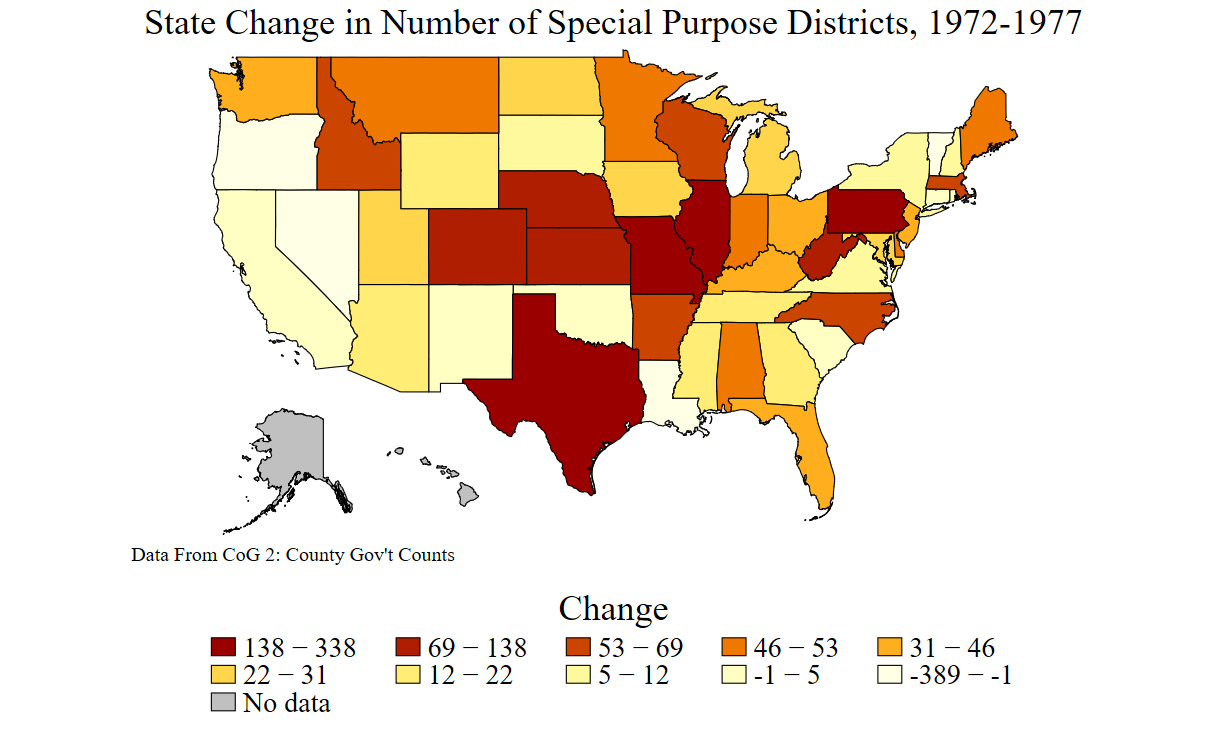 State Change in Number of Special Purpose Districts, 1972-1977
Data From CoG 2: County Gov't Counts
Change
138 − 338 69 − 138 53 − 69 46 − 53 31 − 46
22 − 31 12 − 22 5 − 12 -1 − 5 -389 − -1
No data